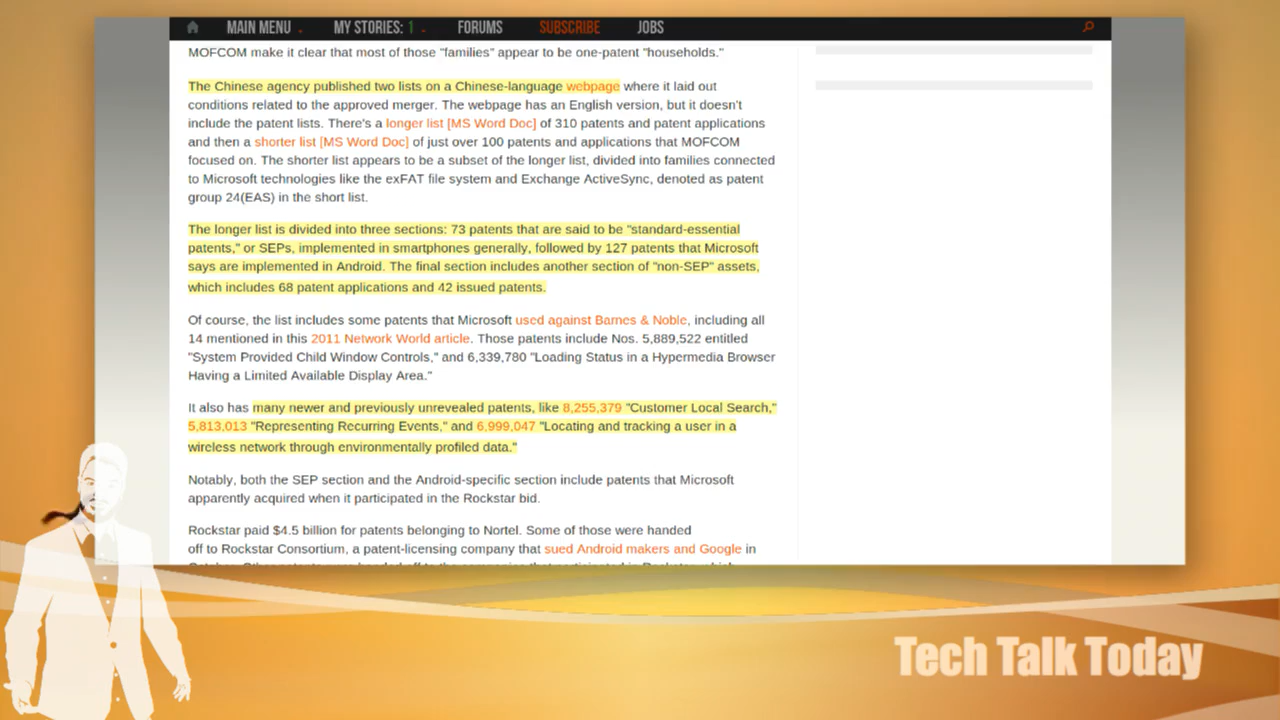 MAIN MENU
MY STORIES: 1
FORUMS
SUBSCRIBE
JOBS
MOFCOM make it clear that most of those "families" appear to be one-patent "households."
The Chinese agency published two lists on a Chinese-language webpage where it laid out
conditions related to the approved merger. The webpage has an English version, but it doesn't
include the patent lists. There's a longer list [MS Word Doc] of 310 patents and patent applications
and then a shorter list [MS Word Doc] of just over 100 patents and applications that MOFCOM
focused on. The shorter list appears to be a subset of the longer list, divided into families connected
to Microsoft technologies like the exFAT file system and Exchange ActiveSync, denoted as patent
group 24(EAS) in the short list.
The longer list is divided into three sections: 73 patents that are said to be "standard-essential
patents," or SEPs, implemented in smartphones generally, followed by 127 patents that Microsoft
says are implemented in Android. The final section includes another section of "non-SEP" assets,
which includes 68 patent applications and 42 issued patents.
Of course, the list includes some patents that Microsoft used against Barnes & Noble, including all
14 mentioned in this 2011 Network World article. Those patents include Nos. 5,889,522 entitled
"System Provided Child Window Controls," and 6,339,780 "Loading Status in a Hypermedia Browser
Having a Limited Available Display Area."
It also has many newer and previously unrevealed patents, like 8,255,379 "Customer Local Search,"
5,813,013 "Representing Recurring Events," and 6,999,047 "Locating and tracking a user in a
wireless network through environmentally profiled data."
Notably, both the SEP section and the Android-specific section include patents that Microsoft
apparently acquired when it participated in the Rockstar bid.
Rockstar paid $4.5 billion for patents belonging to Nortel. Some of those were handed
off to Rockstar Consortium, a patent-licensing company that sued Android makers and Google in
Tech Talk Today